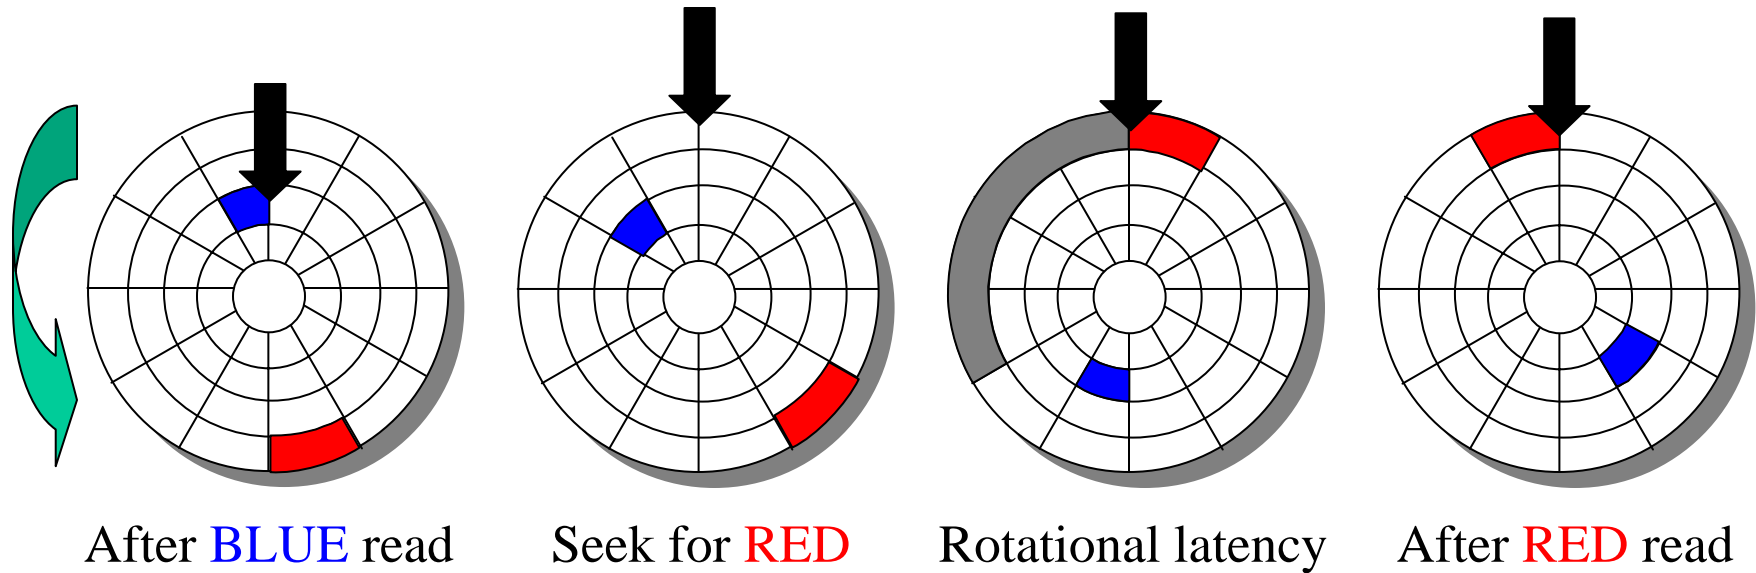 After BLUE read
Seek for RED
Rotational latency
After RED read